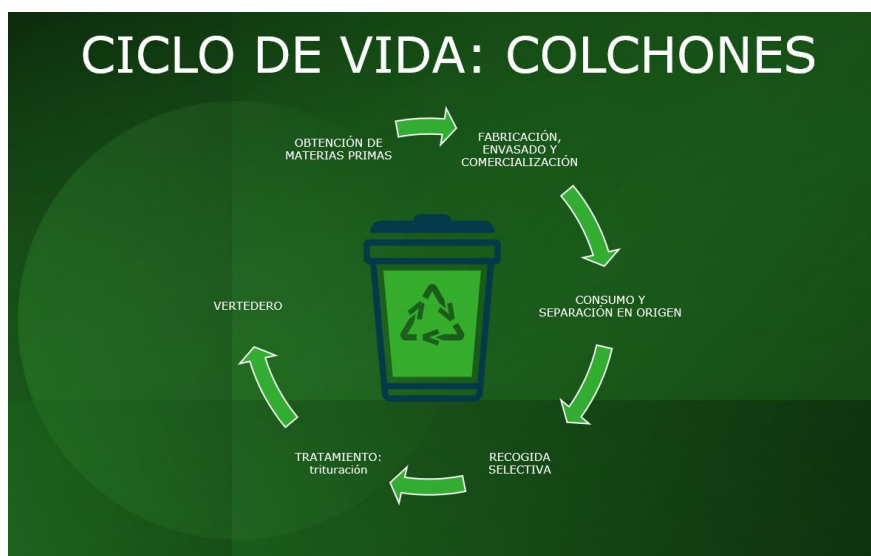 CICLO DE VIDA: COLCHONES
OBTENCIÓN DE
MATERIAS PRIMAS
FABRICACIÓN,
ENVASADO Y
COMERCIALIZACIÓN
CONSUMO Y
SEPARACIÓN EN ORIGEN
RECOGIDA
SELECTIVA
TRATAMIENTO:
trituración
VERTEDERO